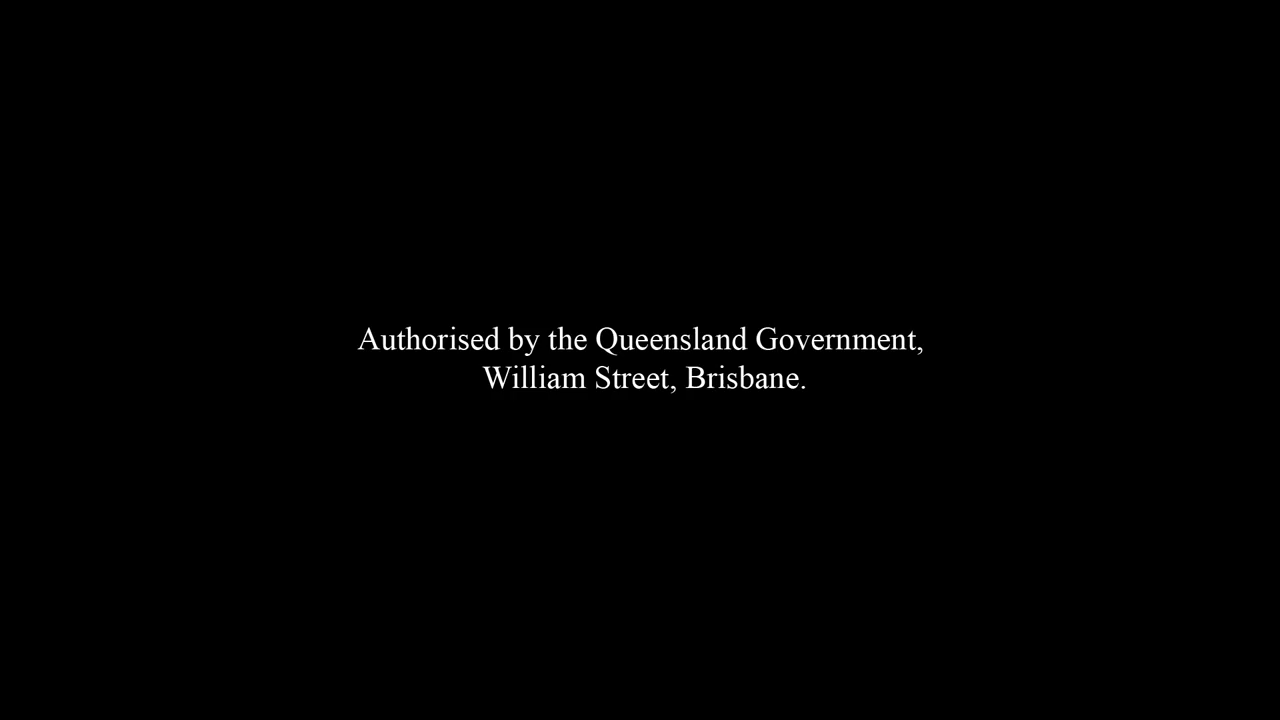 Authorised by the Queensland Government,
William Street, Brisbane.